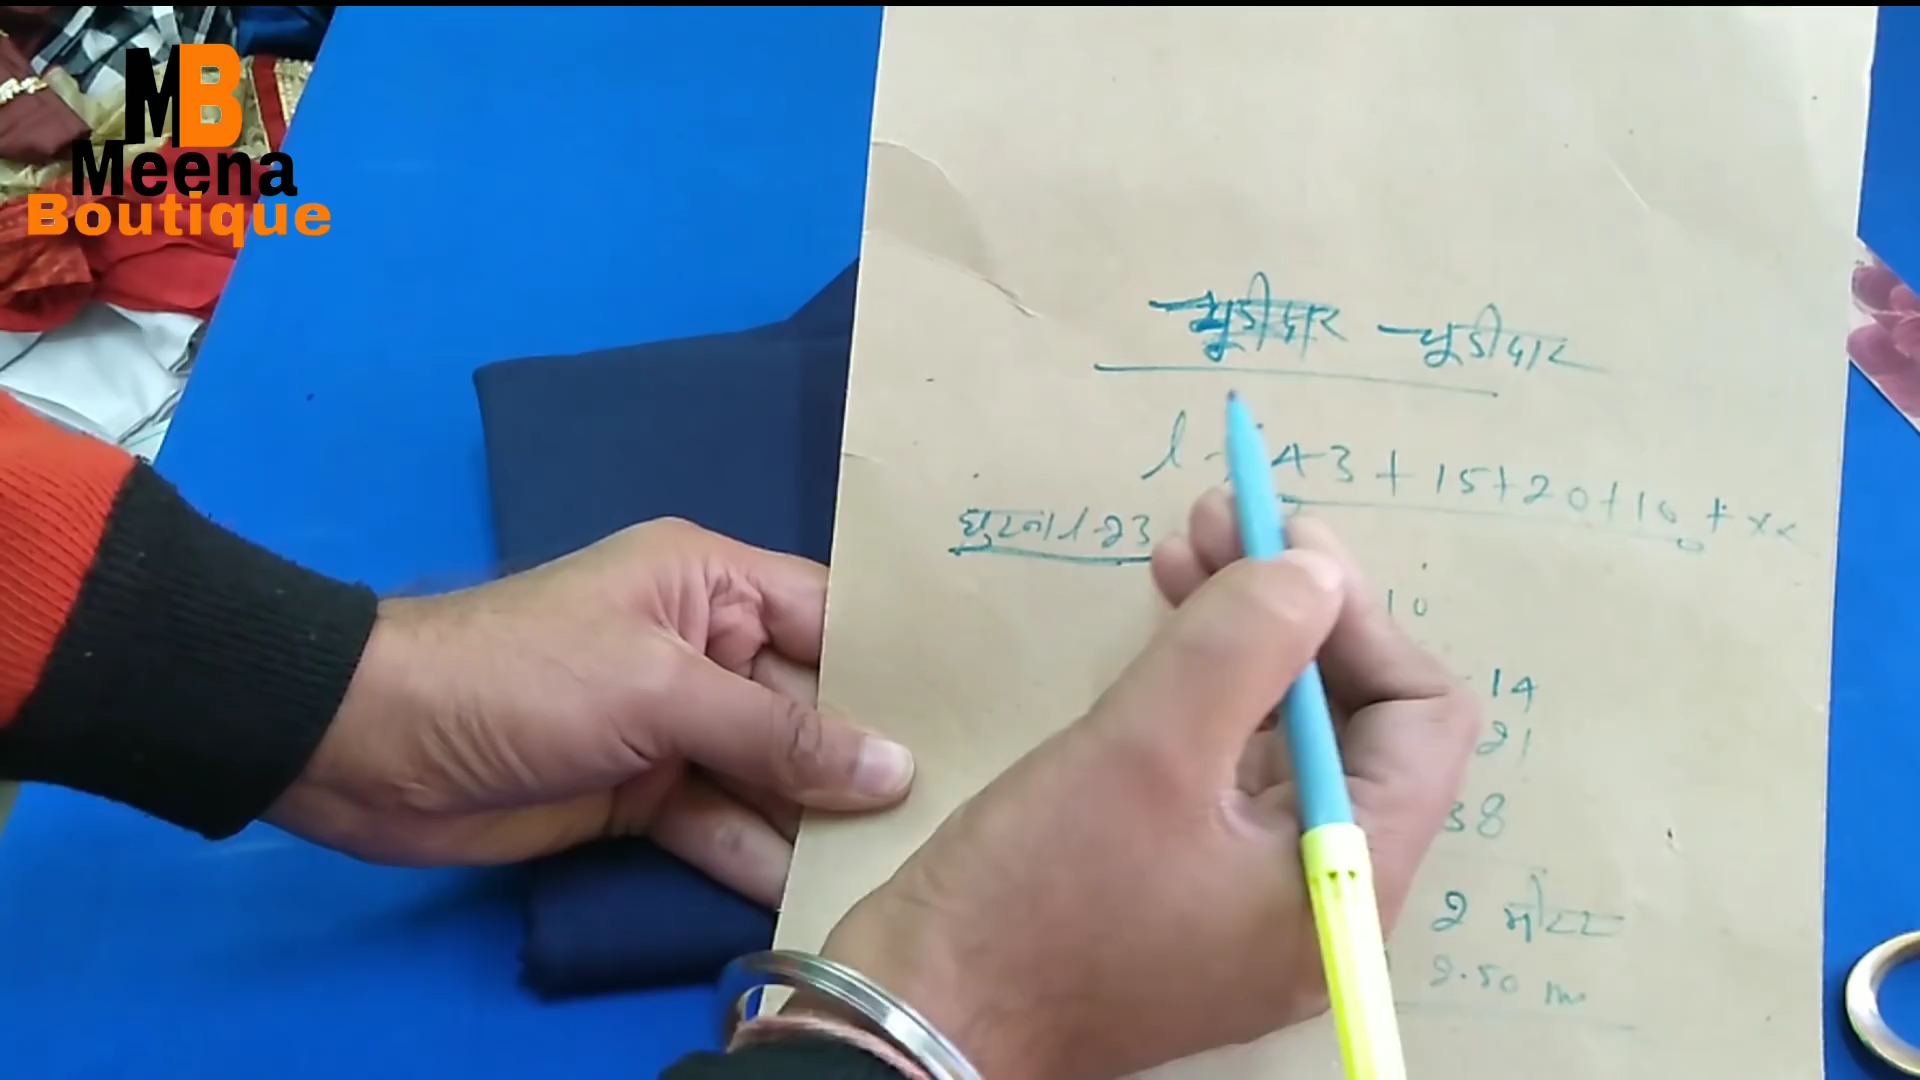 MB
Meena
Boutique
चूडीदार चूडीदार
l - 43 + 15 + 20 + 10 + xx
घुटना l - 23
10
- 14
21
38
2 मीटर
2.50 m